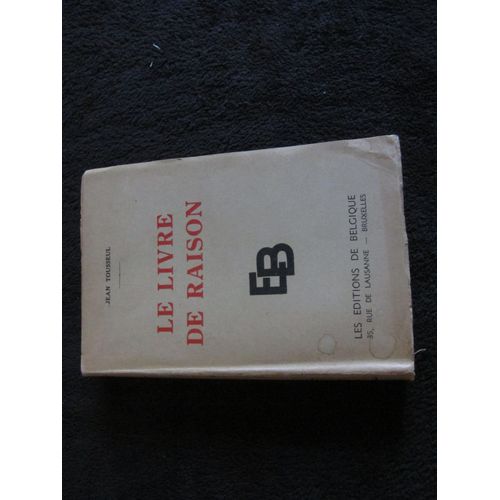 JEAN TOUSSEUL
LE LIVRE
DE RAISON
EB
LES EDITIONS DE BELGIQUE
35, RUE DE LAUSANNE — BRUXELLES